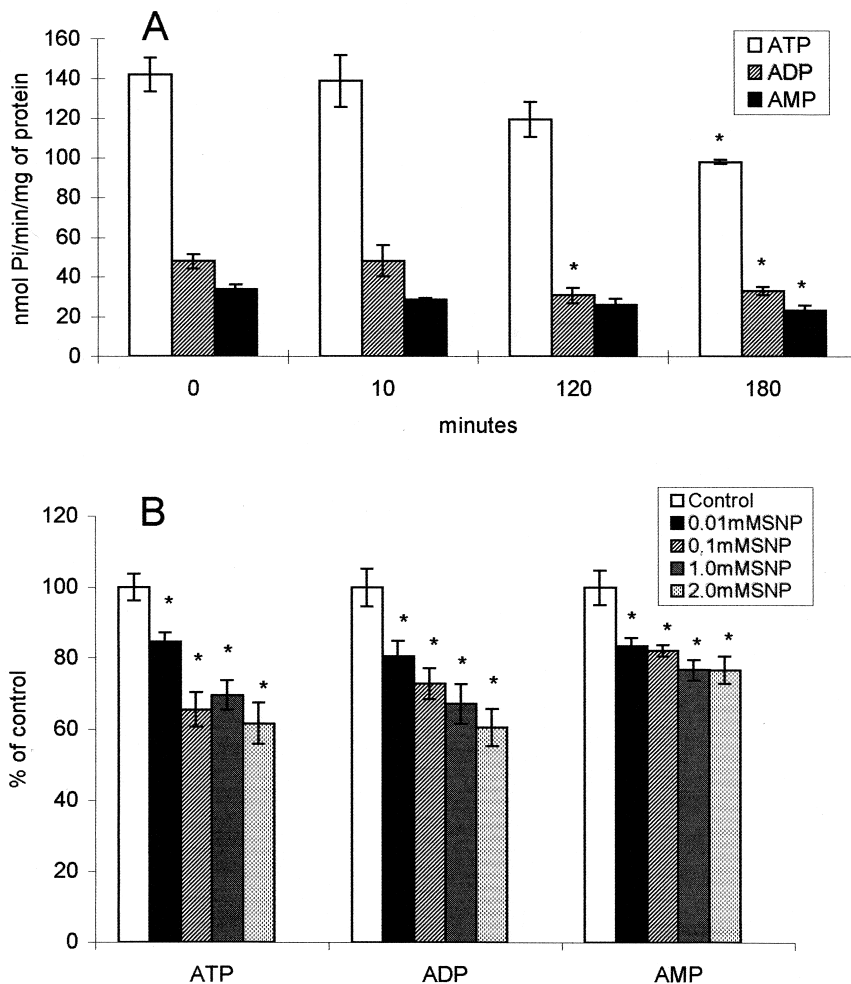 A
160
140
120
100
80
60
40
20
0
nmol Pi/min/mg of protein
ATP
ADP
AMP
*
*
*
*
0 10 120 180
minutes
B
120
100
80
60
40
20
0
% of control
Control
0.01mMSNP
0.1mMSNP
1.0mMSNP
2.0mMSNP
* * * *
* * * *
* * * *
ATP ADP AMP